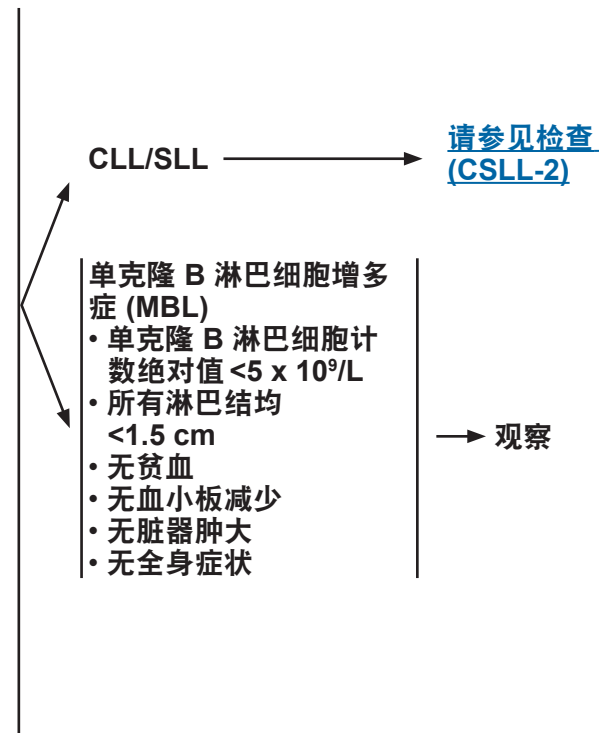 CLL/SLL
请参见检查
(CSLL-2)
单克隆 B 淋巴细胞增多
症 (MBL)
• 单克隆 B 淋巴细胞计
数绝对值 <5 x 10⁹/L
• 所有淋巴结均
<1.5 cm
• 无贫血
• 无血小板减少
• 无脏器肿大
• 无全身症状
观察